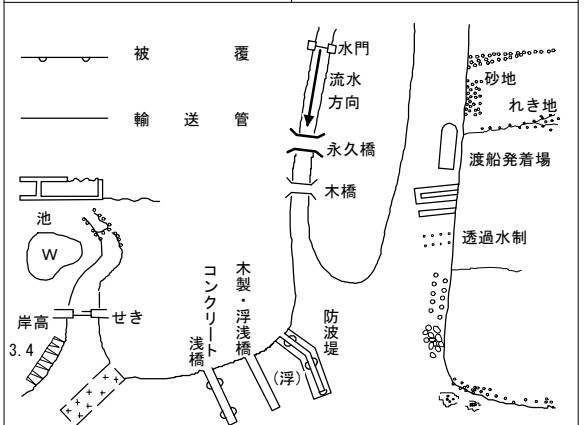 被覆
輸送管
水門
流水
方向
永久橋
木橋
砂地
れき地
渡船発着場
透過水制
池
W
岸高
3.4
せき
コンクリート
浅橋
木製・浮浅橋
防波堤
(浮)